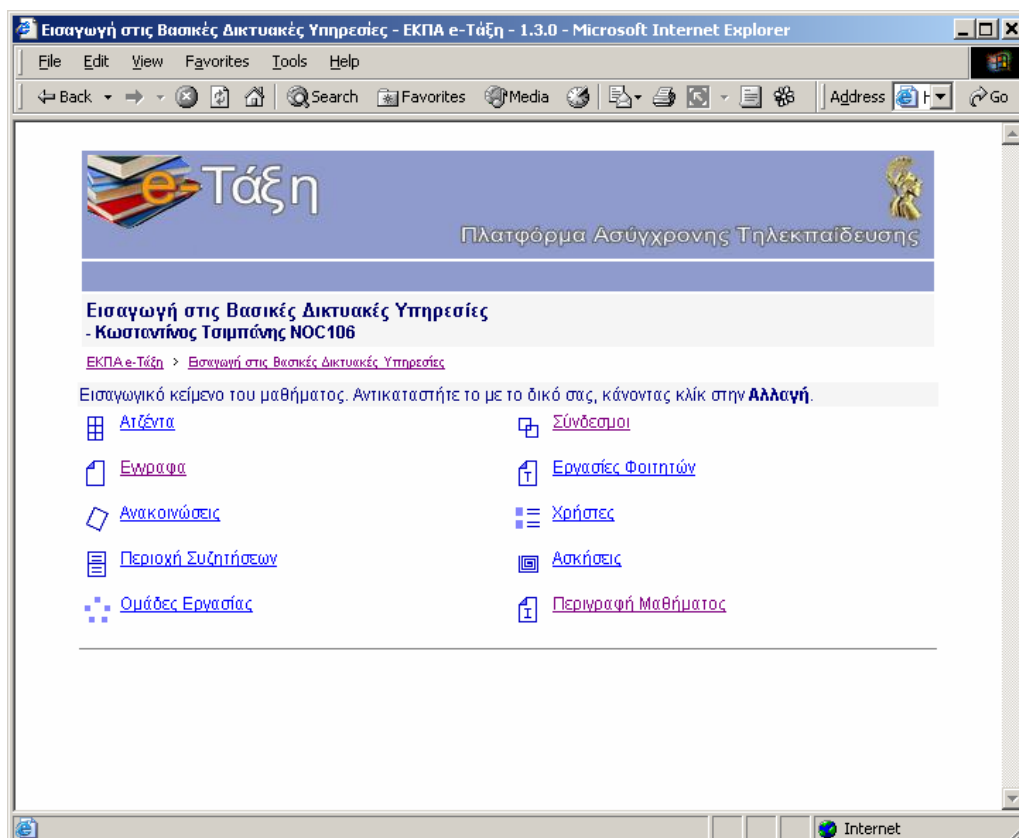 Εισαγωγή στις Βασικές Δικτυακές Υπηρεσίες - ΕΚΠΑ e-Τάξη - 1.3.0 - Microsoft Internet Explorer
File Edit View Favorites Tools Help
Back Search Favorites Media Address Go
e-Τάξη
Πλατφόρμα Ασύγχρονης Τηλεκπαίδευσης
Εισαγωγή στις Βασικές Δικτυακές Υπηρεσίες
- Κωσταντίνος Τσιμπάνης NOC106
ΕΚΠΑ e-Τάξη > Εισαγωγή στις Βασικές Δικτυακές Υπηρεσίες
Εισαγωγικό κείμενο του μαθήματος. Αντικαταστήτε το με το δικό σας, κάνοντας κλίκ στην Αλλαγή.
Ατζέντα Σύνδεσμοι
Εγγραφα Εργασίες Φοιτητών
Ανακοινώσεις Χρήστες
Περιοχή Συζητήσεων Ασκήσεις
Ομάδες Εργασίας Περιγραφή Μαθήματος
Internet